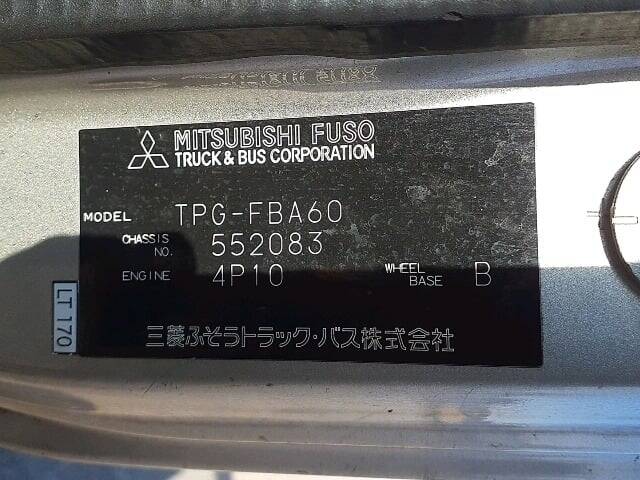 MITSUBISHI FUSO
TRUCK & BUS CORPORATION
MODEL TPG-FBA60
CHASSIS NO. 552083
ENGINE 4P10 WHEEL BASE B
LT 170
三菱ふそうトラック・バス株式会社